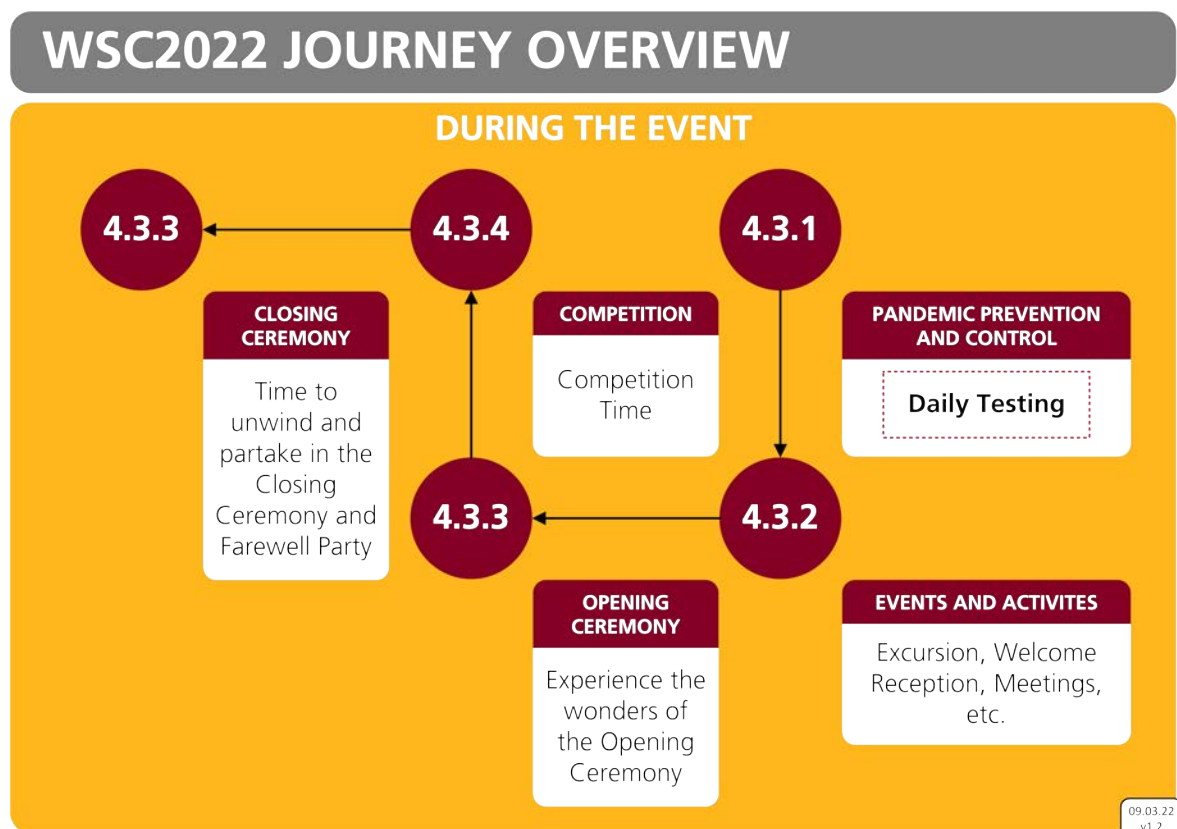 WSC2022 JOURNEY OVERVIEW
DURING THE EVENT
4.3.3
4.3.4
4.3.1
CLOSING
CEREMONY
Time to
unwind and
partake in the
Closing
Ceremony and
Farewell Party
COMPETITION
Competition
Time
PANDEMIC PREVENTION
AND CONTROL
Daily Testing
4.3.3
4.3.2
OPENING
CEREMONY
Experience the
wonders of
the Opening
Ceremony
EVENTS AND ACTIVITES
Excursion, Welcome
Reception, Meetings,
etc.
09.03.22
v1.2